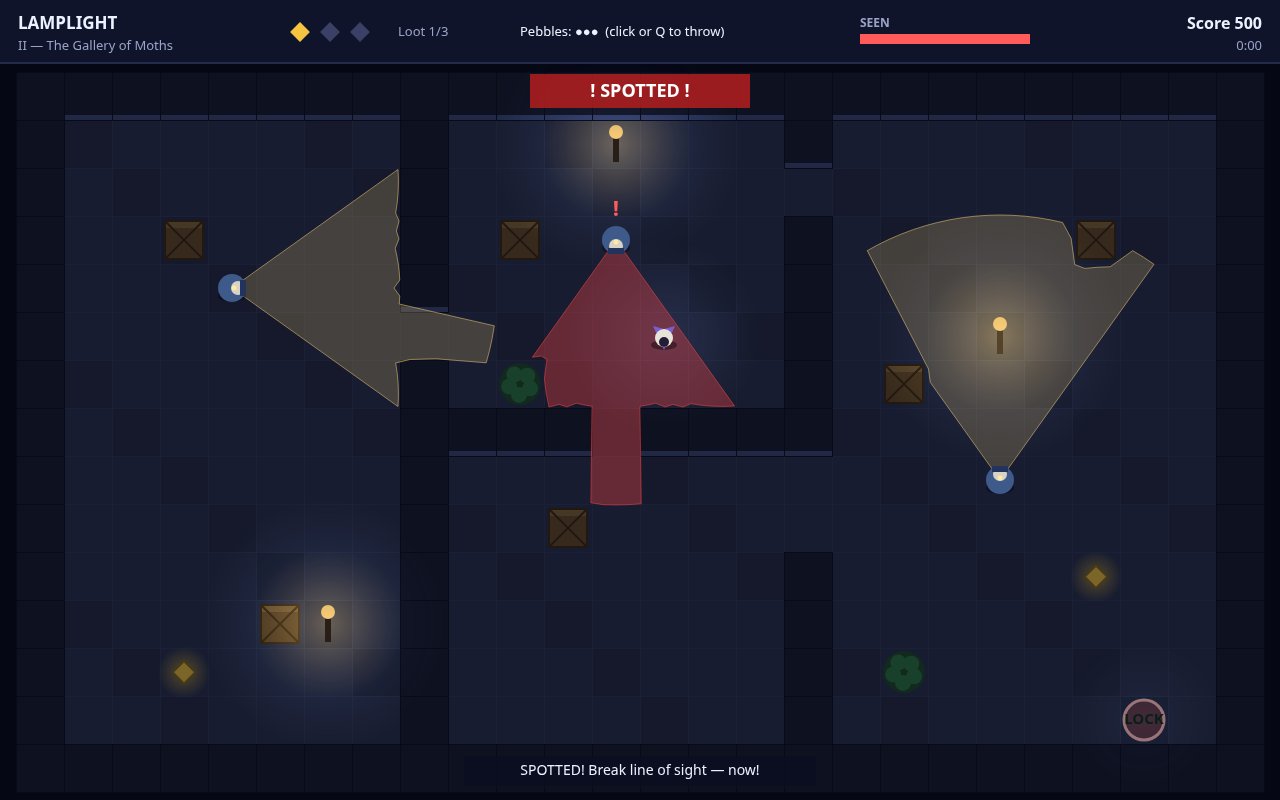 LAMPLIGHT
II — The Gallery of Moths
Loot 1/3
Pebbles: ●●● (click or Q to throw)
SEEN
Score 500
0:00
! SPOTTED !
!
LOCK
SPOTTED! Break line of sight — now!